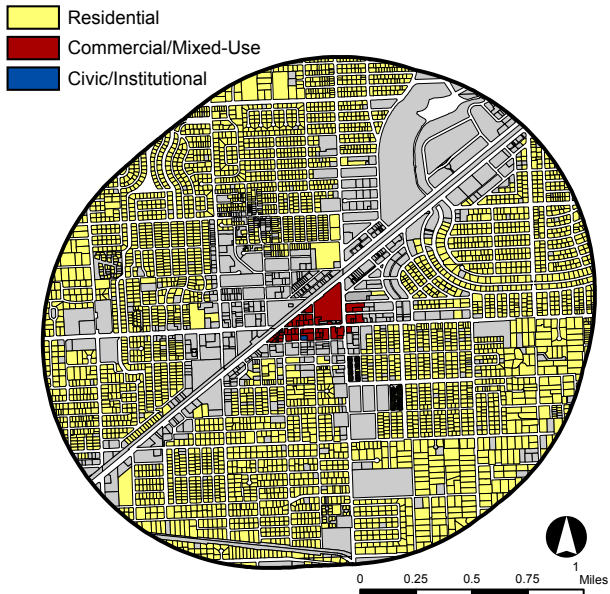 Residential
Commercial/Mixed-Use
Civic/Institutional
0 0.25 0.5 0.75 1
Miles